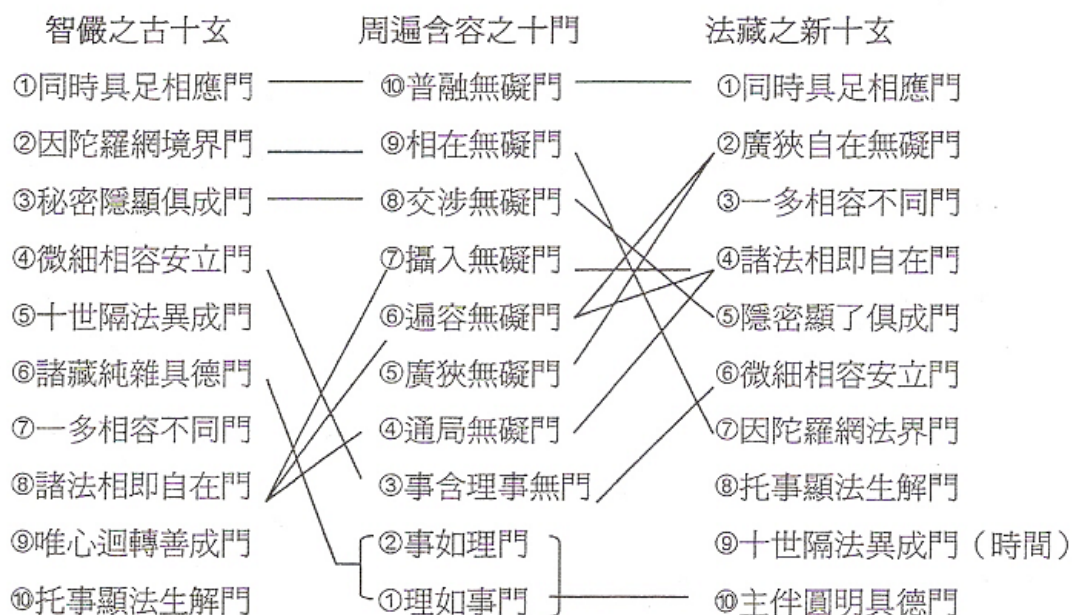 智儼之古十玄 周遍含容之十門 法藏之新十玄
①同時具足相應門 ⑩普融無礙門 ①同時具足相應門
②因陀羅網境界門 ⑨相在無礙門 ②廣狹自在無礙門
③秘密隱顯俱成門 ⑧交涉無礙門 ③一多相容不同門
④微細相容安立門 ⑦攝入無礙門 ④諸法相即自在門
⑤十世隔法異成門 ⑥遍容無礙門 ⑤隱密顯了俱成門
⑥諸藏純雜具德門 ⑤廣狹無礙門 ⑥微細相容安立門
⑦一多相容不同門 ④通局無礙門 ⑦因陀羅網法界門
⑧諸法相即自在門 ③事含理事無門 ⑧托事顯法生解門
⑨唯心迴轉善成門 ②事如理門 ⑨十世隔法異成門（時間）
⑩托事顯法生解門 ①理如事門 ⑩主伴圓明具德門